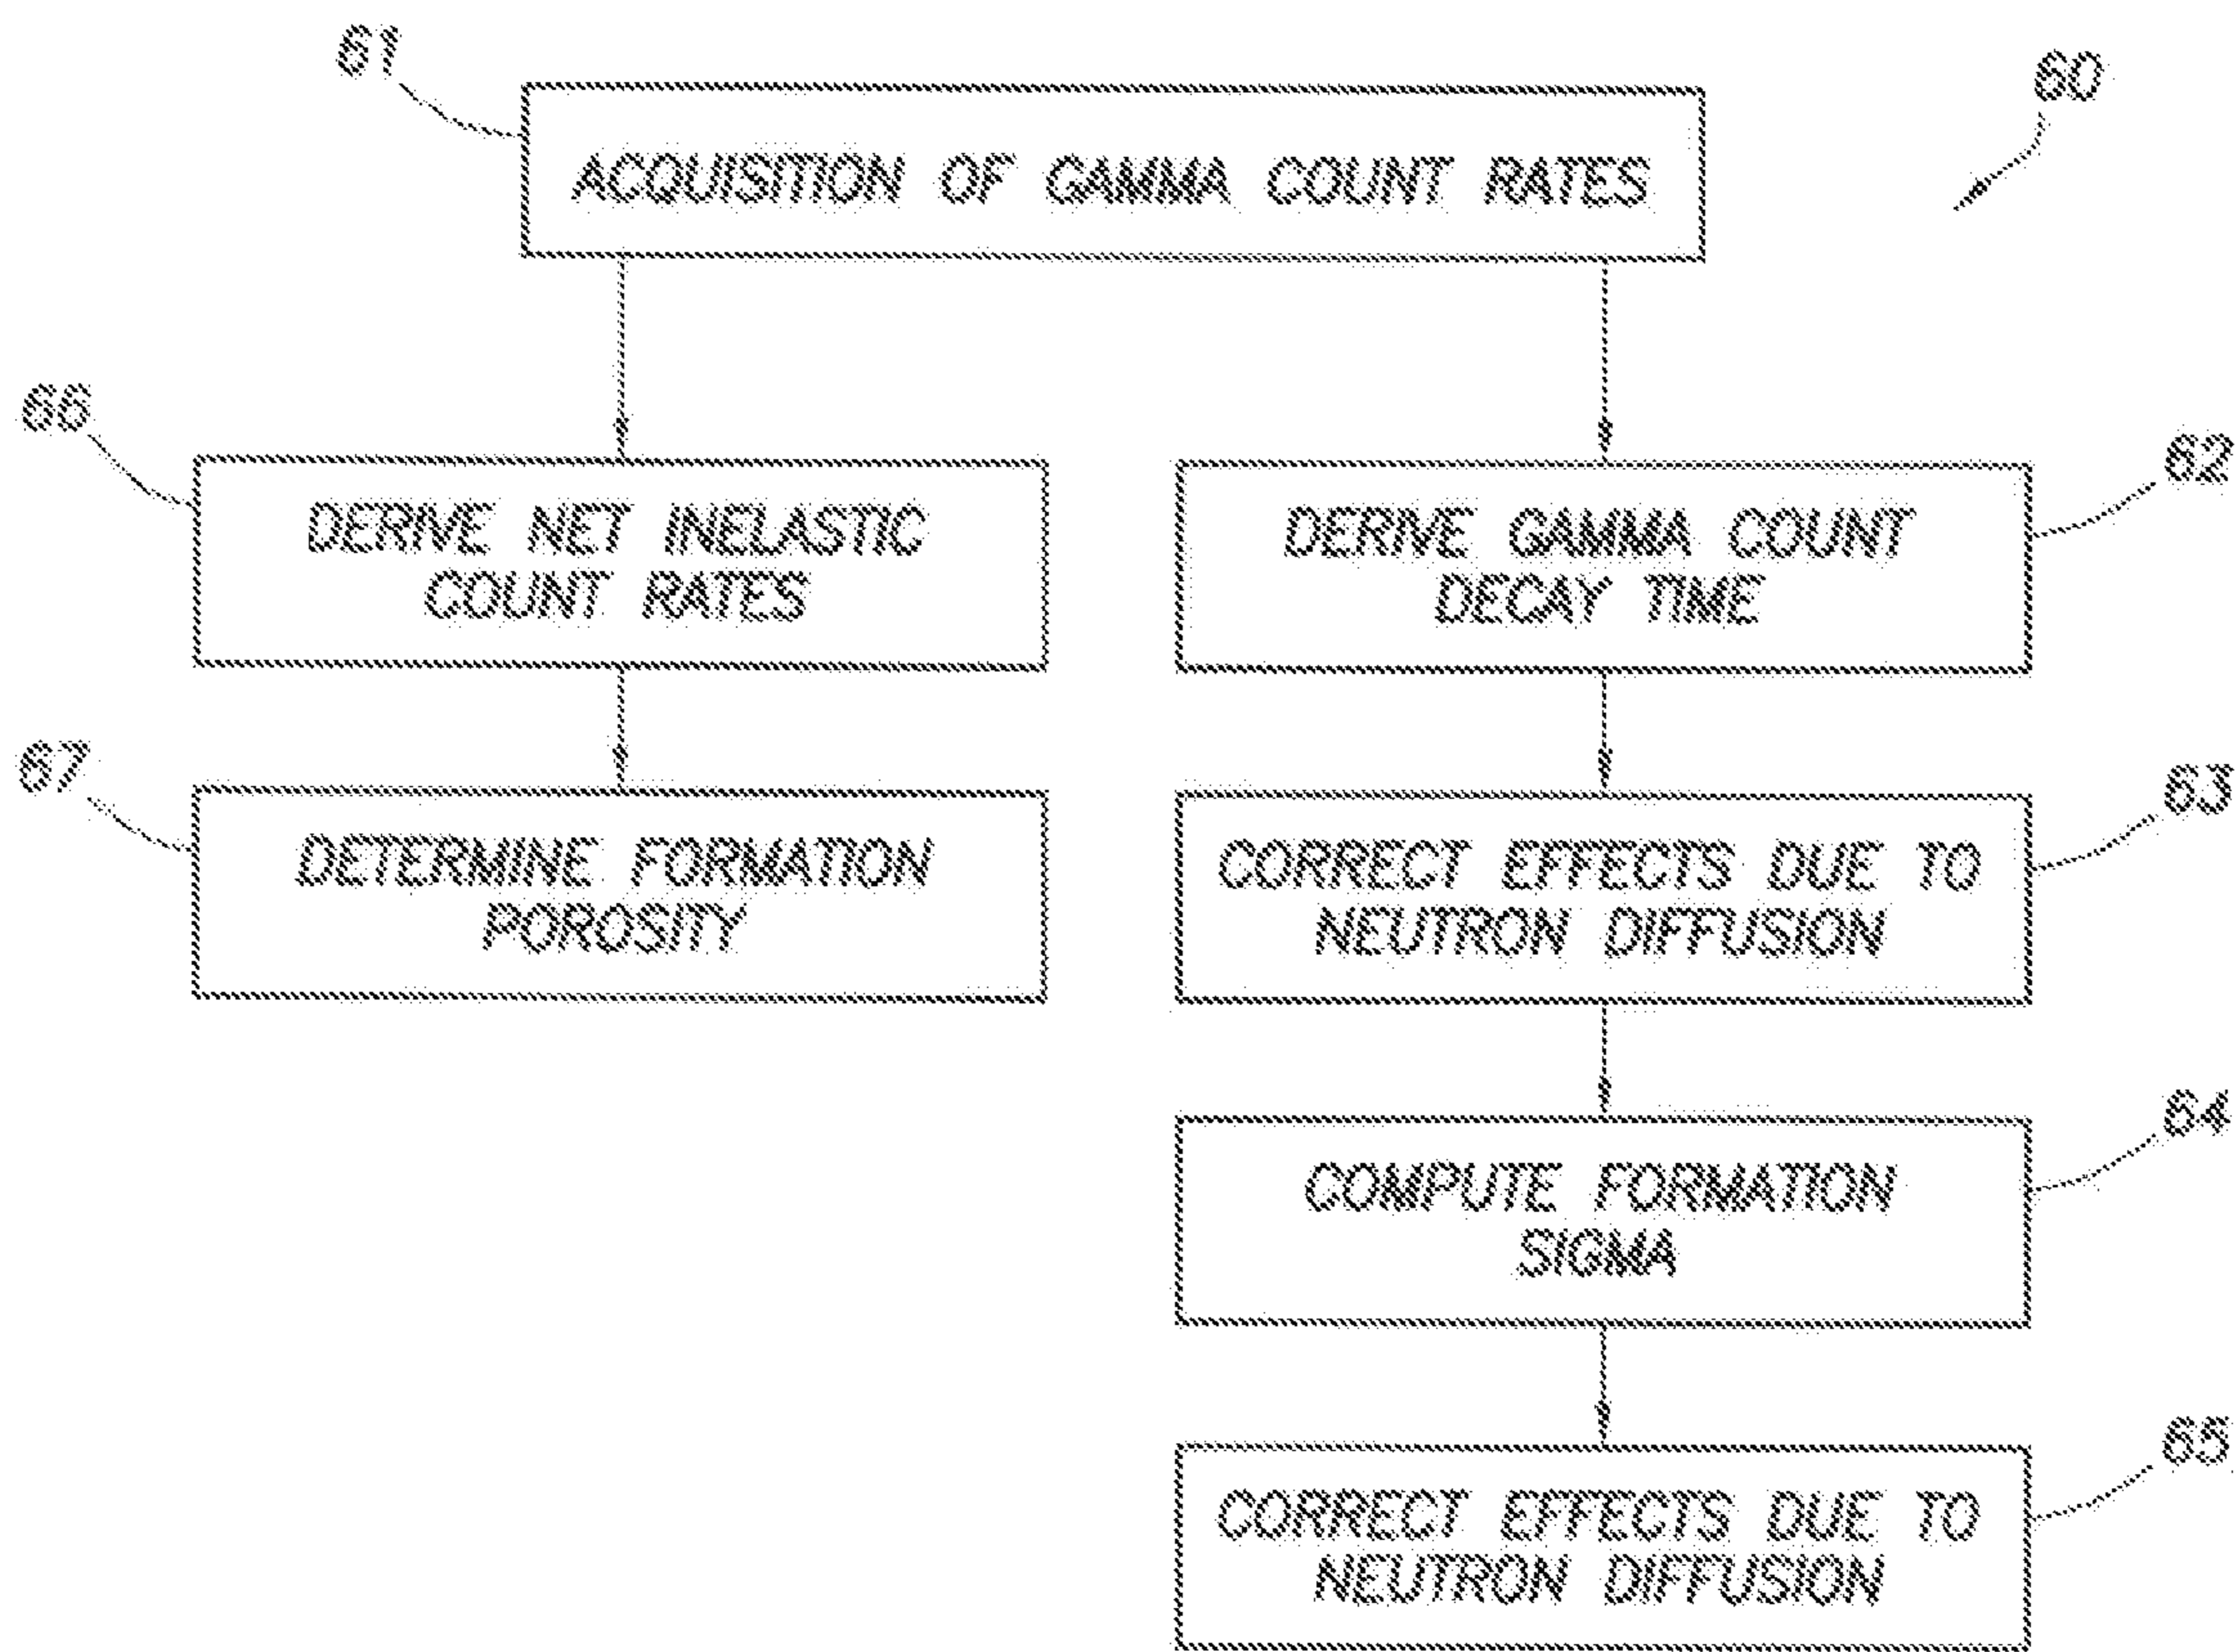 61
60
ACQUISITION OF GAMMA COUNT RATES
66
62
DERIVE NET INELASTIC
COUNT RATES
DERIVE GAMMA COUNT
DECAY TIME
67
63
DETERMINE FORMATION
POROSITY
CORRECT EFFECTS DUE TO
NEUTRON DIFFUSION
64
COMPUTE FORMATION
SIGMA
65
CORRECT EFFECTS DUE TO
NEUTRON DIFFUSION